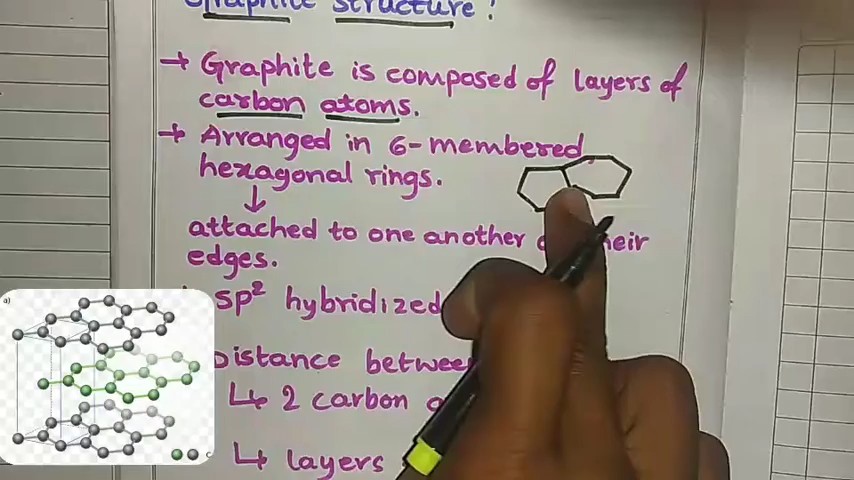 Graphite structure:
→ Graphite is composed of layers of
carbon atoms.
→ Arranged in 6-membered
hexagonal rings.
↓
attached to one another their
edges.
sp² hybridized
Distance between
↳ 2 carbon
↳ layers
a)